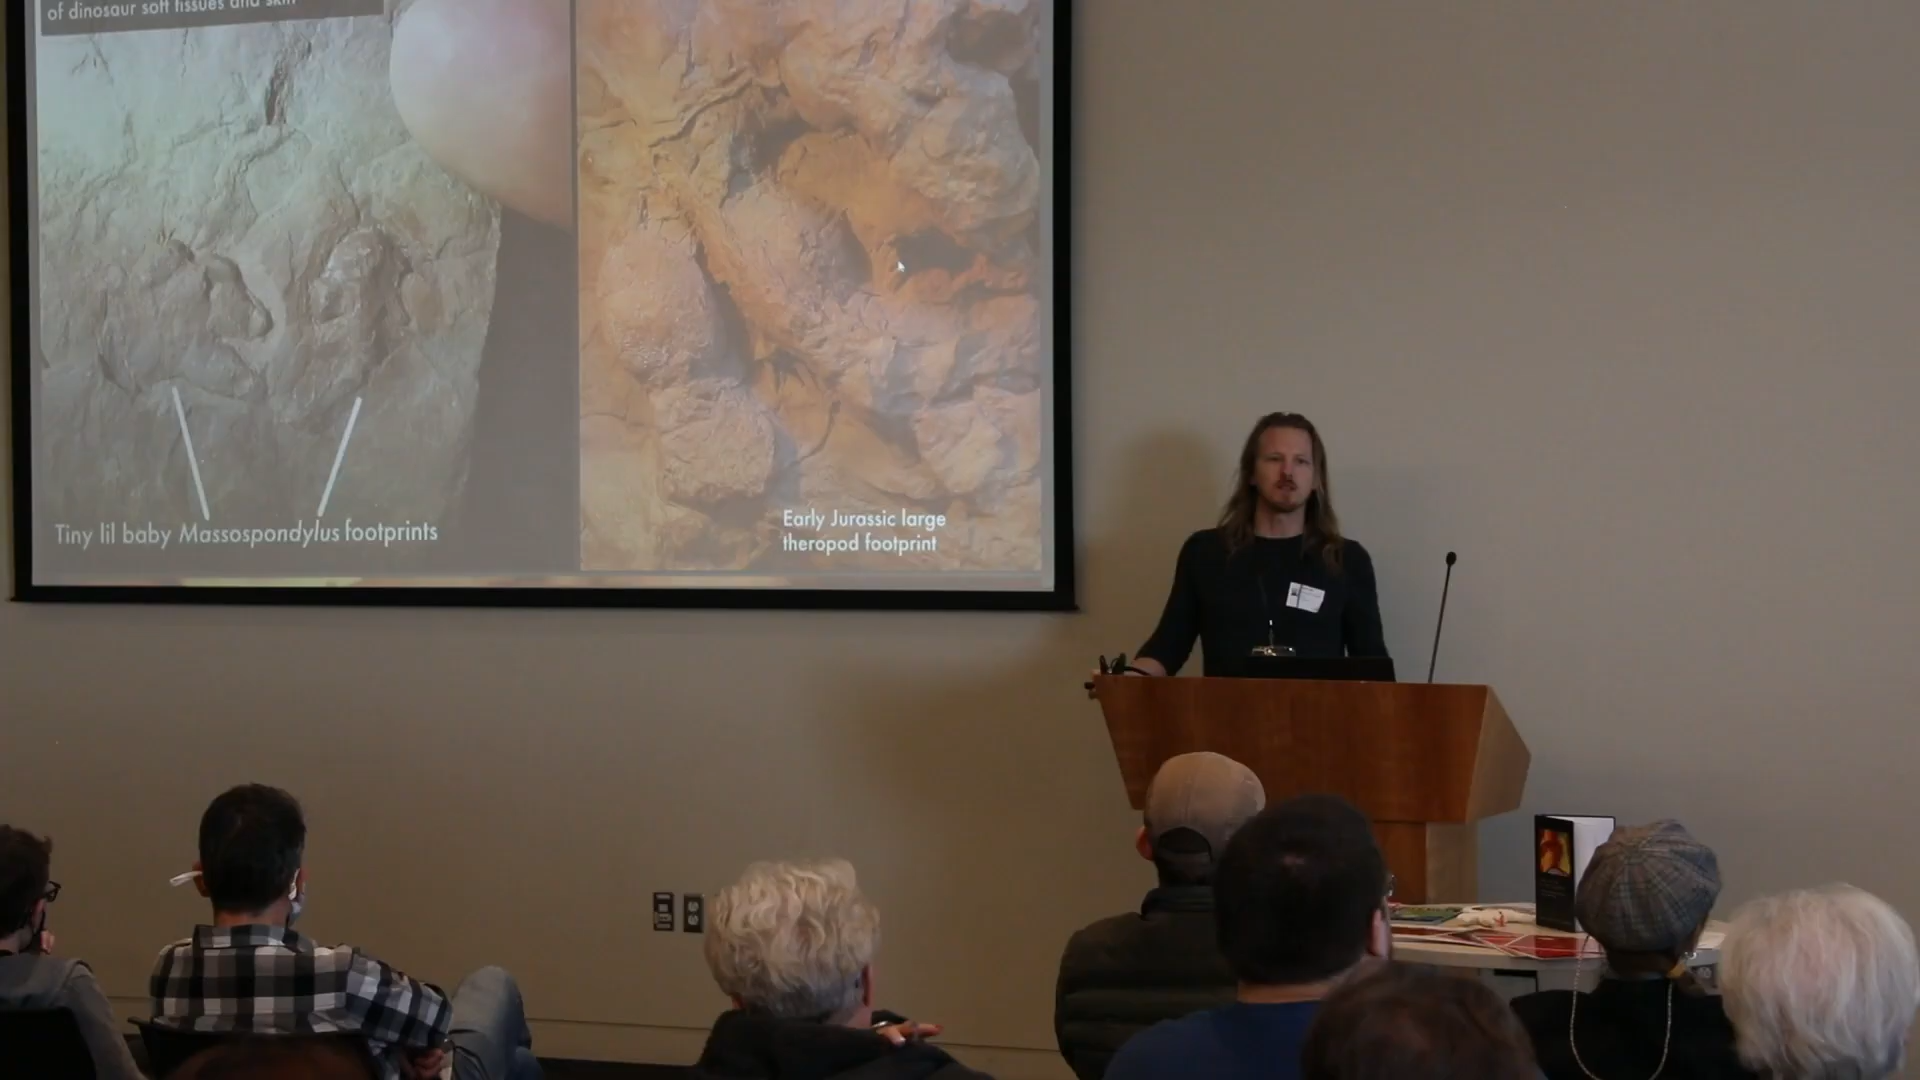 of dinosaur soft tissues and skin
Tiny lil baby Massospondylus footprints
Early Jurassic large
theropod footprint